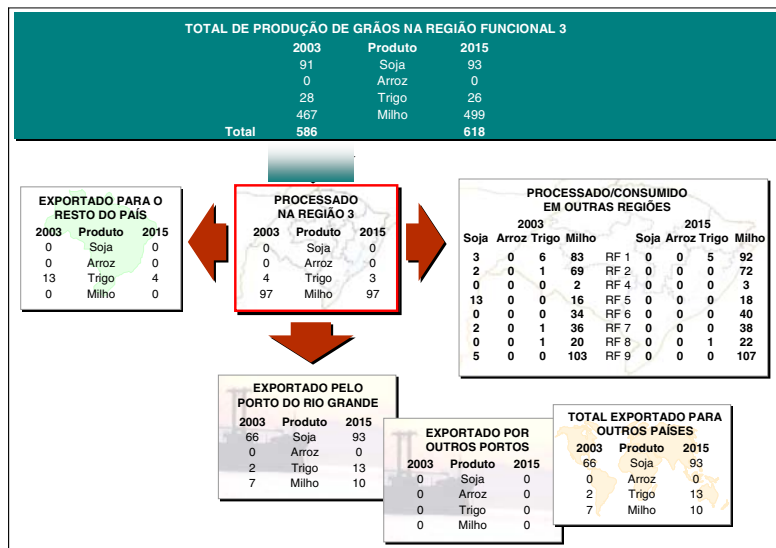 TOTAL DE PRODUÇÃO DE GRÃOS NA REGIÃO FUNCIONAL 3
2003 Produto 2015
91 Soja 93
0 Arroz 0
28 Trigo 26
467 Milho 499
Total 586 618
EXPORTADO PARA O
RESTO DO PAÍS
2003 Produto 2015
0 Soja 0
0 Arroz 0
13 Trigo 4
0 Milho 0
PROCESSADO
NA REGIÃO 3
2003 Produto 2015
0 Soja 0
0 Arroz 0
4 Trigo 3
97 Milho 97
PROCESSADO/CONSUMIDO
EM OUTRAS REGIÕES
2003 2015
Soja Arroz Trigo Milho Soja Arroz Trigo Milho
3 0 6 83 RF 1 0 0 5 92
2 0 1 69 RF 2 0 0 0 72
0 0 0 2 RF 4 0 0 0 3
13 0 0 16 RF 5 0 0 0 18
0 0 0 34 RF 6 0 0 0 40
2 0 1 36 RF 7 0 0 0 38
0 0 1 20 RF 8 0 0 1 22
5 0 0 103 RF 9 0 0 0 107
EXPORTADO PELO
PORTO DO RIO GRANDE
2003 Produto 2015
66 Soja 93
0 Arroz 0
2 Trigo 13
7 Milho 10
EXPORTADO POR
OUTROS PORTOS
2003 Produto 2015
0 Soja 0
0 Arroz 0
0 Trigo 0
0 Milho 0
TOTAL EXPORTADO PARA
OUTROS PAÍSES
2003 Produto 2015
66 Soja 93
0 Arroz 0
2 Trigo 13
7 Milho 10